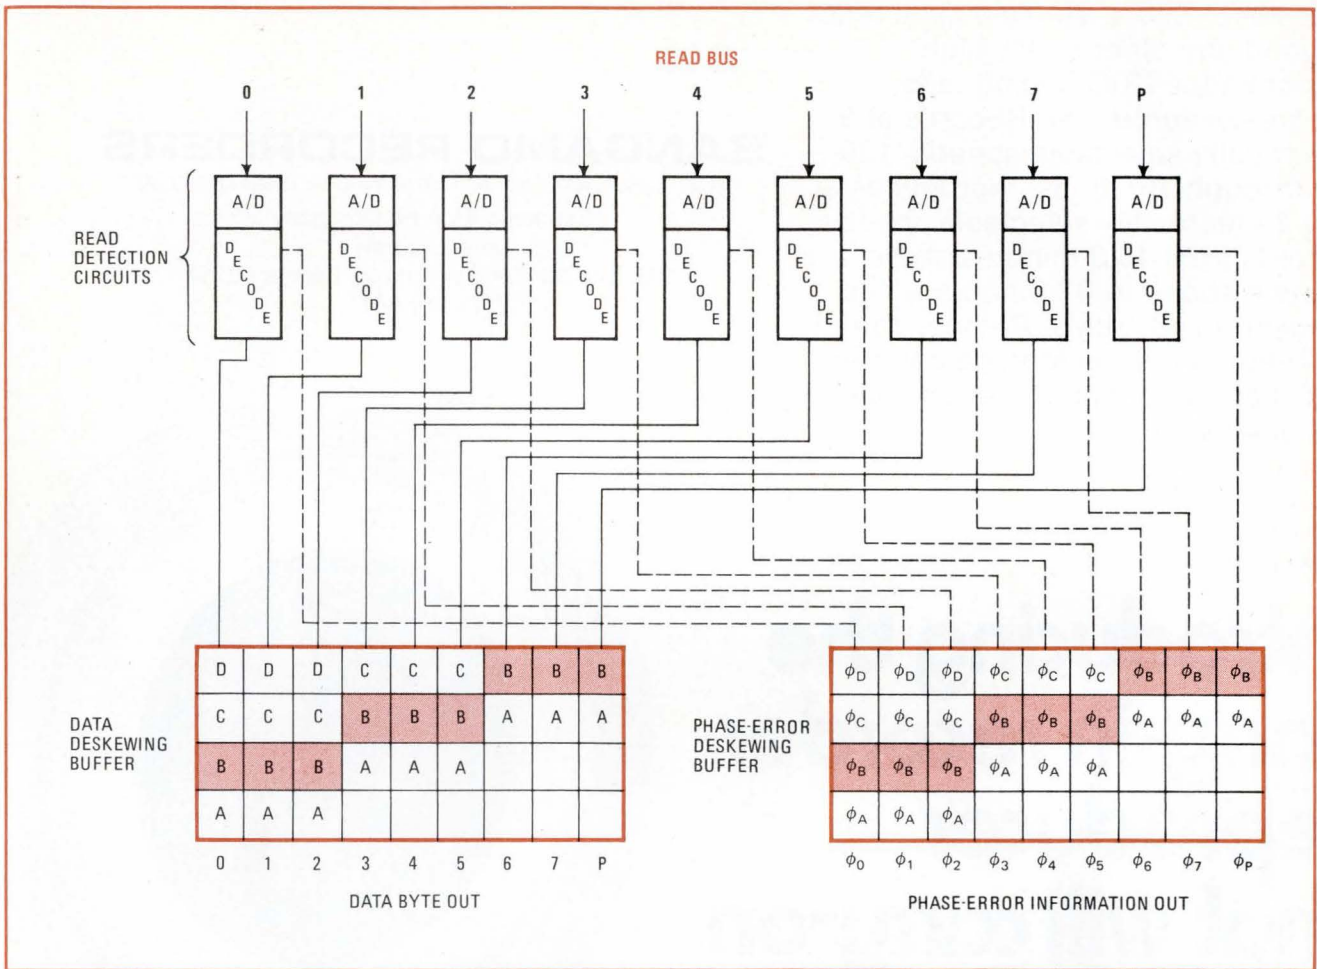 READ BUS
0 1 2 3 4 5 6 7 P
A/D A/D A/D A/D A/D A/D A/D A/D A/D
READ
DETECTION
CIRCUITS
DECODE DECODE DECODE DECODE DECODE DECODE DECODE DECODE DECODE
D D D C C C B B B
C C C B B B A A A
B B B A A A
A A A
DATA
DESKEWING
BUFFER
0 1 2 3 4 5 6 7 P
DATA BYTE OUT
ϕD ϕD ϕD ϕC ϕC ϕC ϕB ϕB ϕB
ϕC ϕC ϕC ϕB ϕB ϕB ϕA ϕA ϕA
ϕB ϕB ϕB ϕA ϕA ϕA
ϕA ϕA ϕA
PHASE-ERROR
DESKEWING
BUFFER
ϕ0 ϕ1 ϕ2 ϕ3 ϕ4 ϕ5 ϕ6 ϕ7 ϕP
PHASE-ERROR INFORMATION OUT